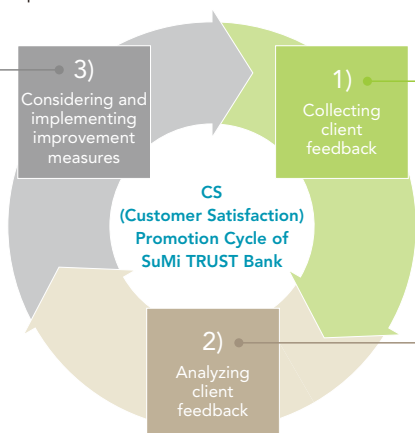 1)
Collecting
client
feedback
2)
Analyzing
client
feedback
3)
Considering and
implementing
improvement
measures
CS
(Customer Satisfaction)
Promotion Cycle of
SuMi TRUST Bank